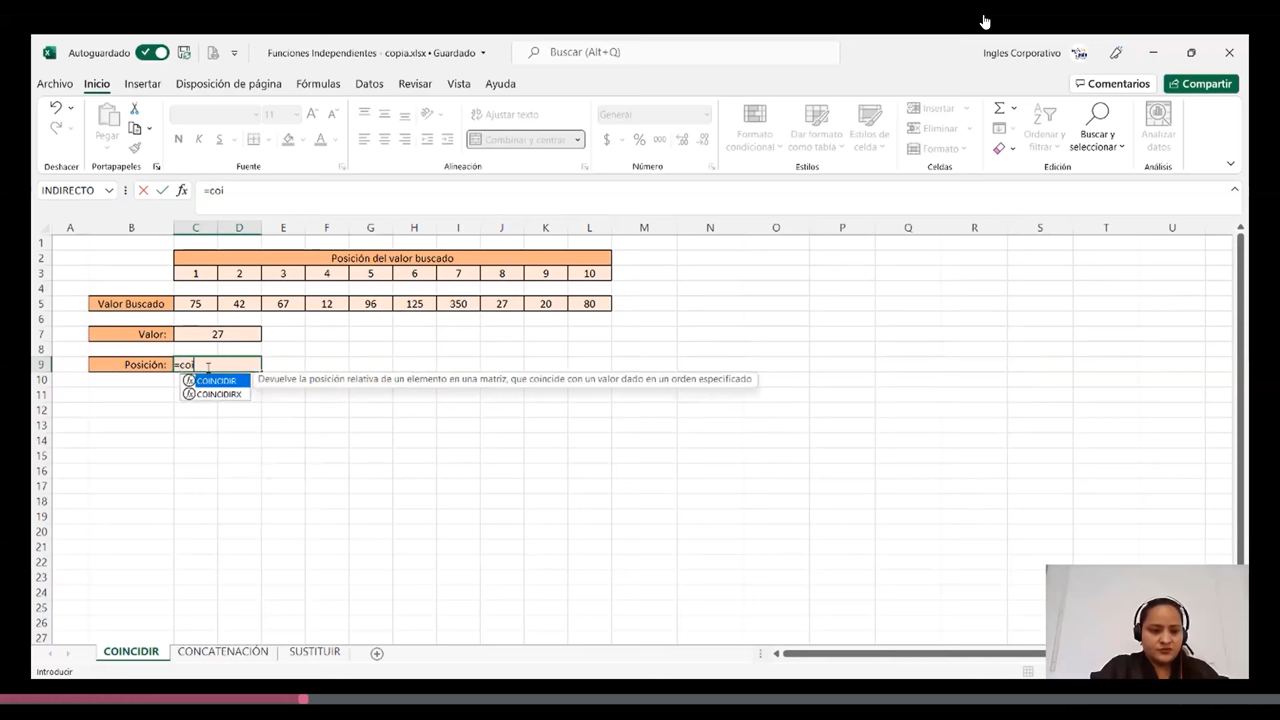 Autoguardado
Funciones Independientes - copia.xlsx • Guardado
Buscar (Alt+Q)
Ingles Corporativo
Archivo Inicio Insertar Disposición de página Fórmulas Datos Revisar Vista Ayuda
Comentarios Compartir
Pegar
11
Ajustar texto
Combinar y centrar
General
Formato condicional
Dar formato como tabla
Estilos de celda
Insertar
Eliminar
Formato
Ordenar y filtrar
Buscar y seleccionar
Analizar datos
Deshacer Portapapeles Fuente Alineación Número Estilos Celdas Edición Análisis
INDIRECTO fx =coi
A B C D E F G H I J K L M N O P Q R S T U
1
2 Posición del valor buscado
3 1 2 3 4 5 6 7 8 9 10
4
5 Valor Buscado 75 42 67 12 96 125 350 27 20 80
6
7 Valor: 27
8
9 Posición: =coi
10 COINCIDIR Devuelve la posición relativa de un elemento en una matriz, que coincide con un valor dado en un orden especificado
11 COINCIDIRX
12
13
14
15
16
17
18
19
20
21
22
23
24
25
26
27
COINCIDIR CONCATENACIÓN SUSTITUIR
Introducir